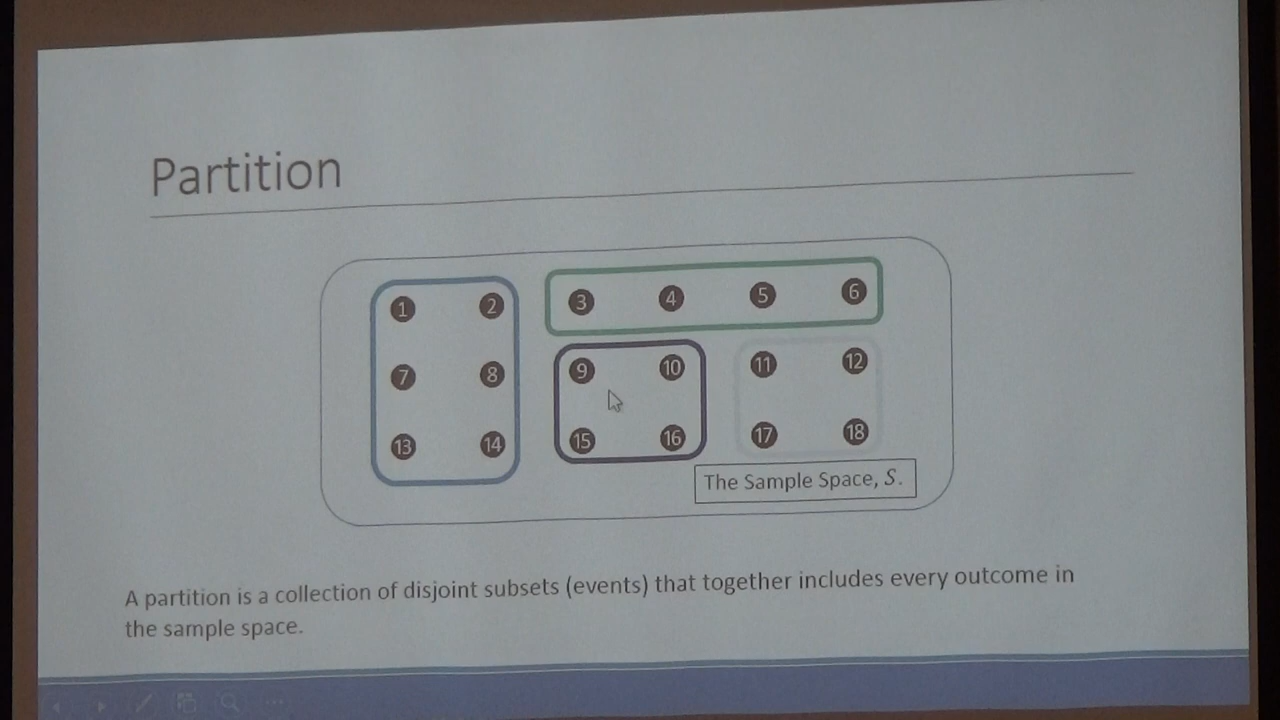 Partition
1 2 3 4 5 6
7 8 9 10 11 12
13 14 15 16 17 18
The Sample Space, S.
A partition is a collection of disjoint subsets (events) that together includes every outcome in
the sample space.